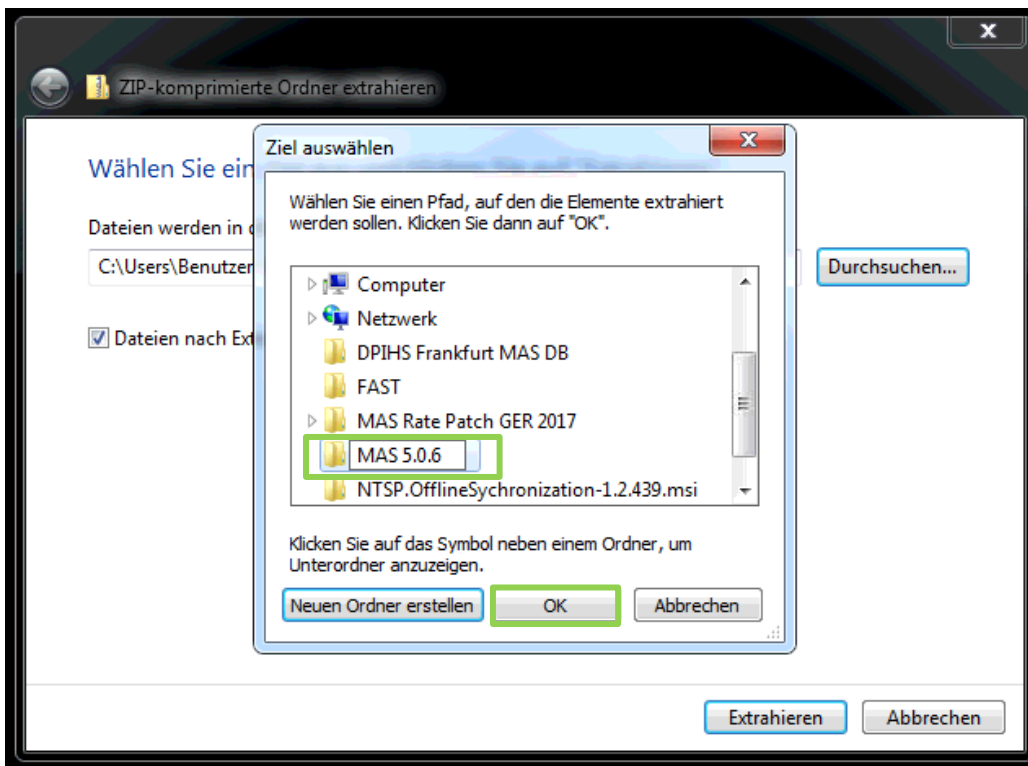 x
ZIP-komprimierte Ordner extrahieren
Ziel auswählen
x
Wählen Sie ein
Wählen Sie einen Pfad, auf den die Elemente extrahiert
werden sollen. Klicken Sie dann auf "OK".
Dateien werden in
C:\Users\Benutzer
Durchsuchen...
Computer
Netzwerk
Dateien nach Ext
DPIHS Frankfurt MAS DB
FAST
MAS Rate Patch GER 2017
MAS 5.0.6
NTSP.OfflineSychronization-1.2.439.msi
Klicken Sie auf das Symbol neben einem Ordner, um
Unterordner anzuzeigen.
Neuen Ordner erstellen OK Abbrechen
Extrahieren Abbrechen